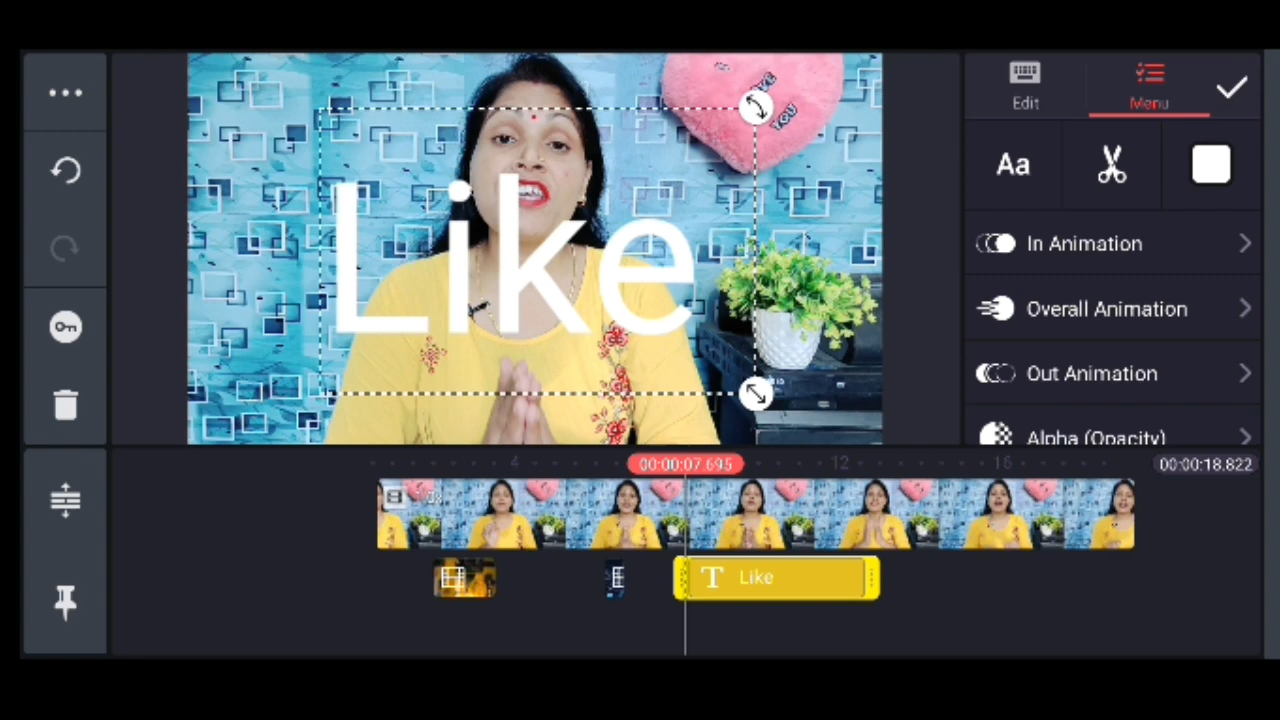 Edit
Menu
Aa
YOU
Like
In Animation
Overall Animation
Out Animation
Alpha (Opacity)
4
00:00:07.695
12
16
00:00:18.822
T Like